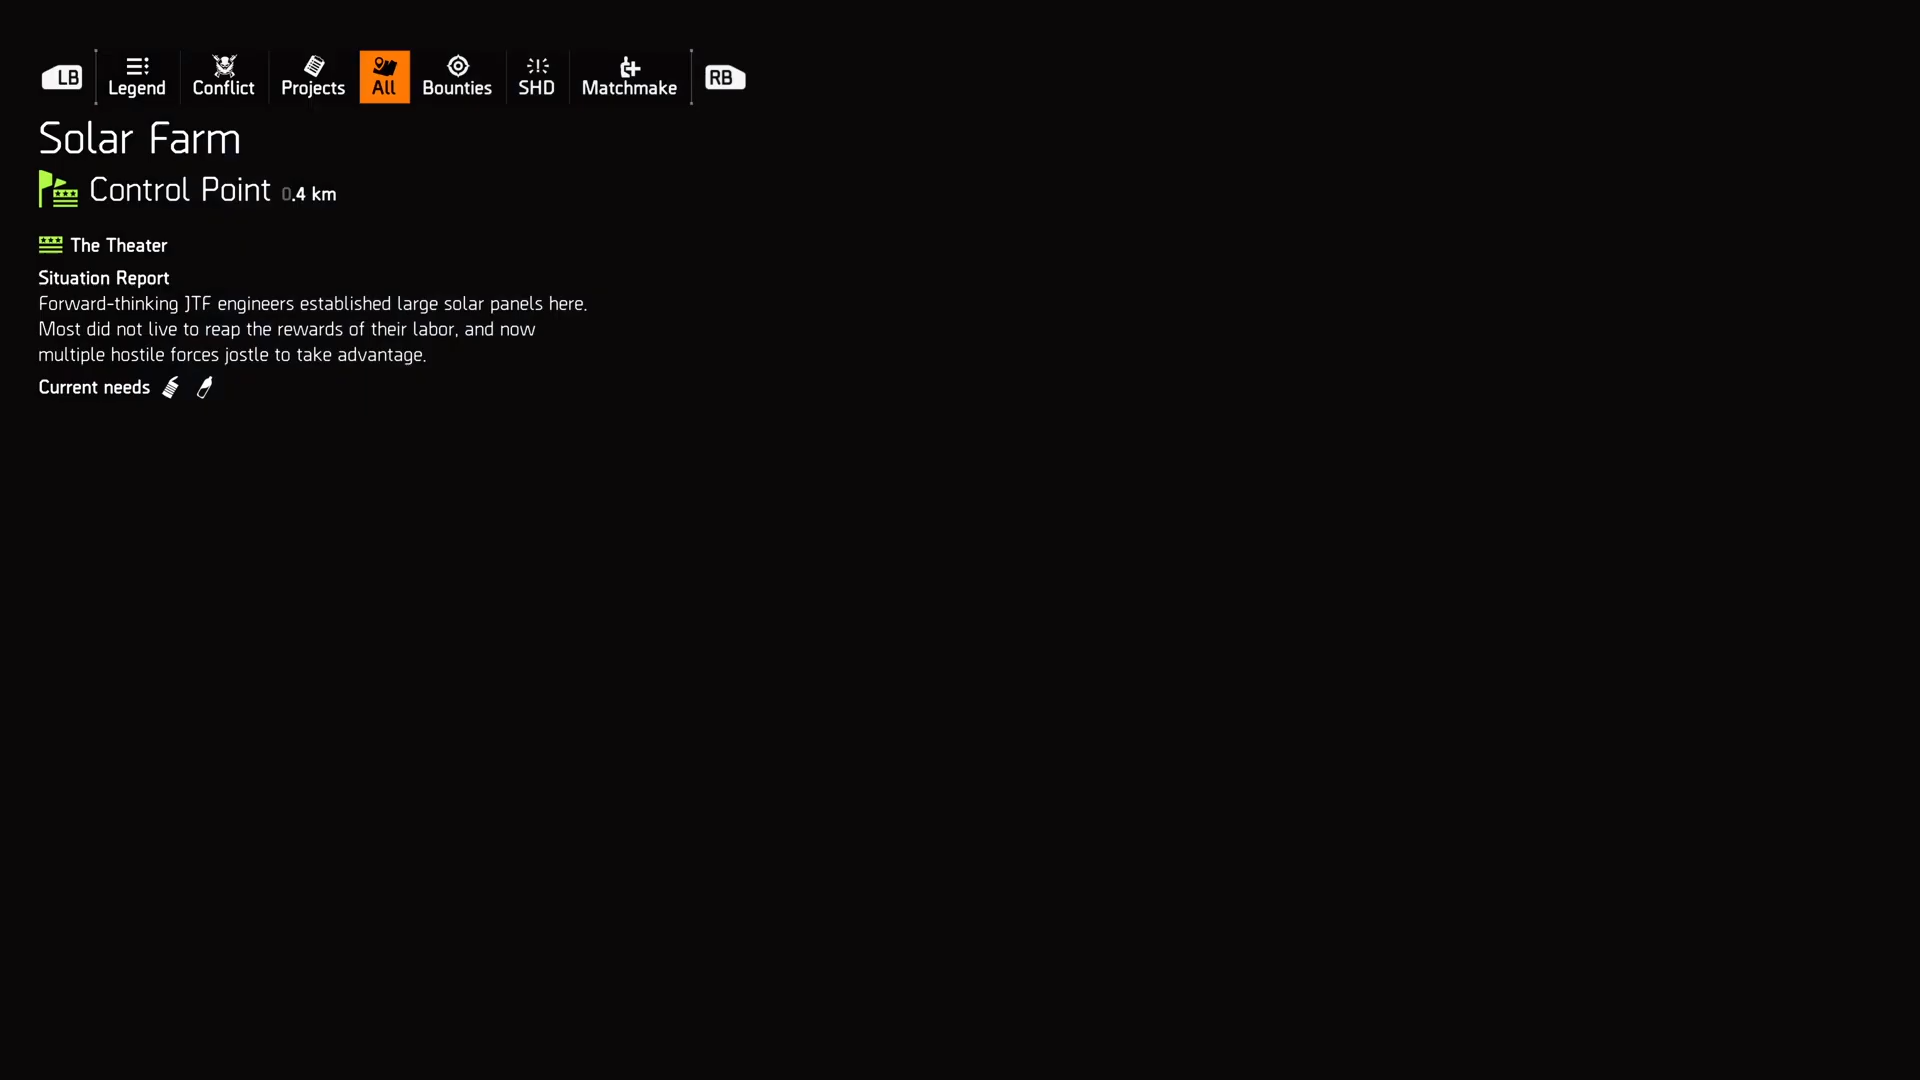 LB Legend Conflict Projects All Bounties SHD Matchmake RB
Solar Farm
Control Point 0.4 km
The Theater
Situation Report
Forward-thinking JTF engineers established large solar panels here.
Most did not live to reap the rewards of their labor, and now
multiple hostile forces jostle to take advantage.
Current needs